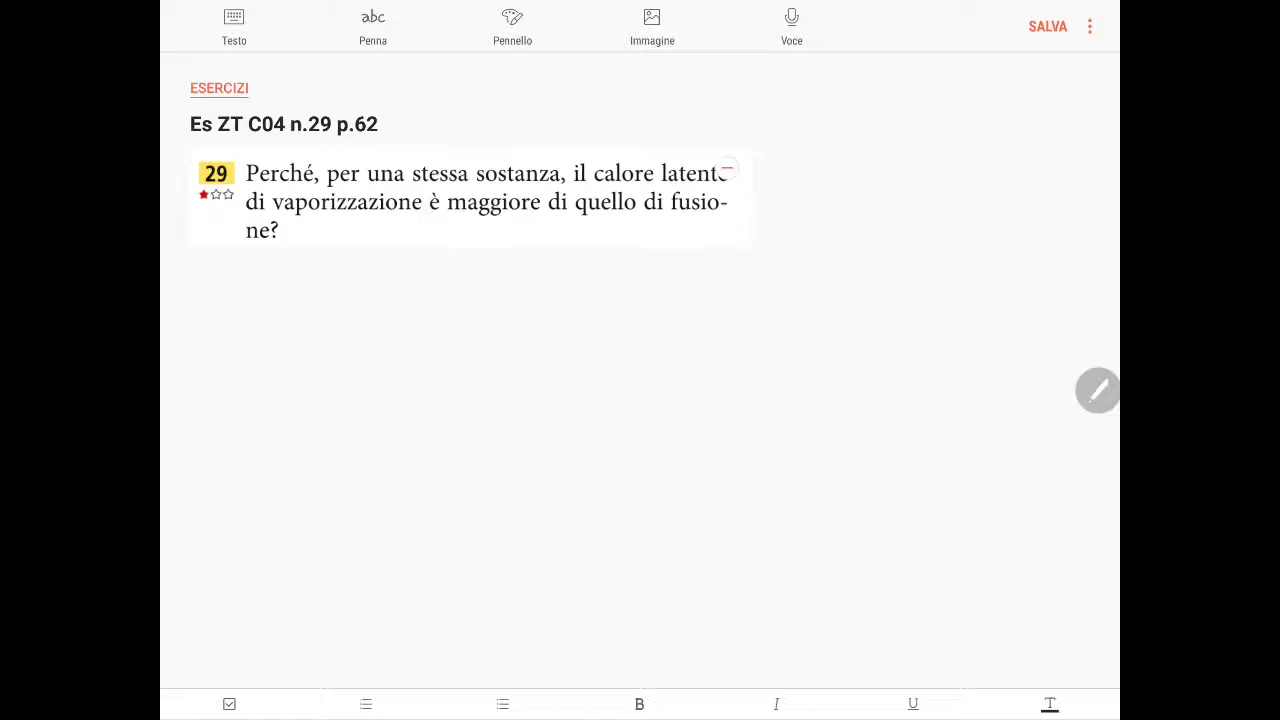 Testo
abc
Penna
Pennello
Immagine
Voce
SALVA
ESERCIZI
Es ZT C04 n.29 p.62
29 Perché, per una stessa sostanza, il calore latente
di vaporizzazione è maggiore di quello di fusio-
ne?
B
I
U
T